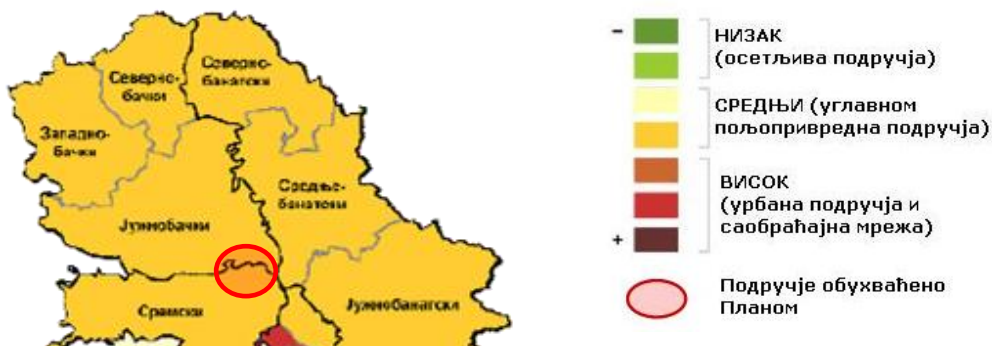 Северно-
бачки
Северно-
банатски
Западно-
бачки
Средње-
банатски
Јужнобачки
Јужнобанатски
Сремски
-
НИЗАК
(осетљива подручја)
СРЕДЊИ (углавном
пољопривредна подручја)
ВИСОК
(урбана подручја и
саобраћајна мрежа)
+
Подручје обухваћено
Планом